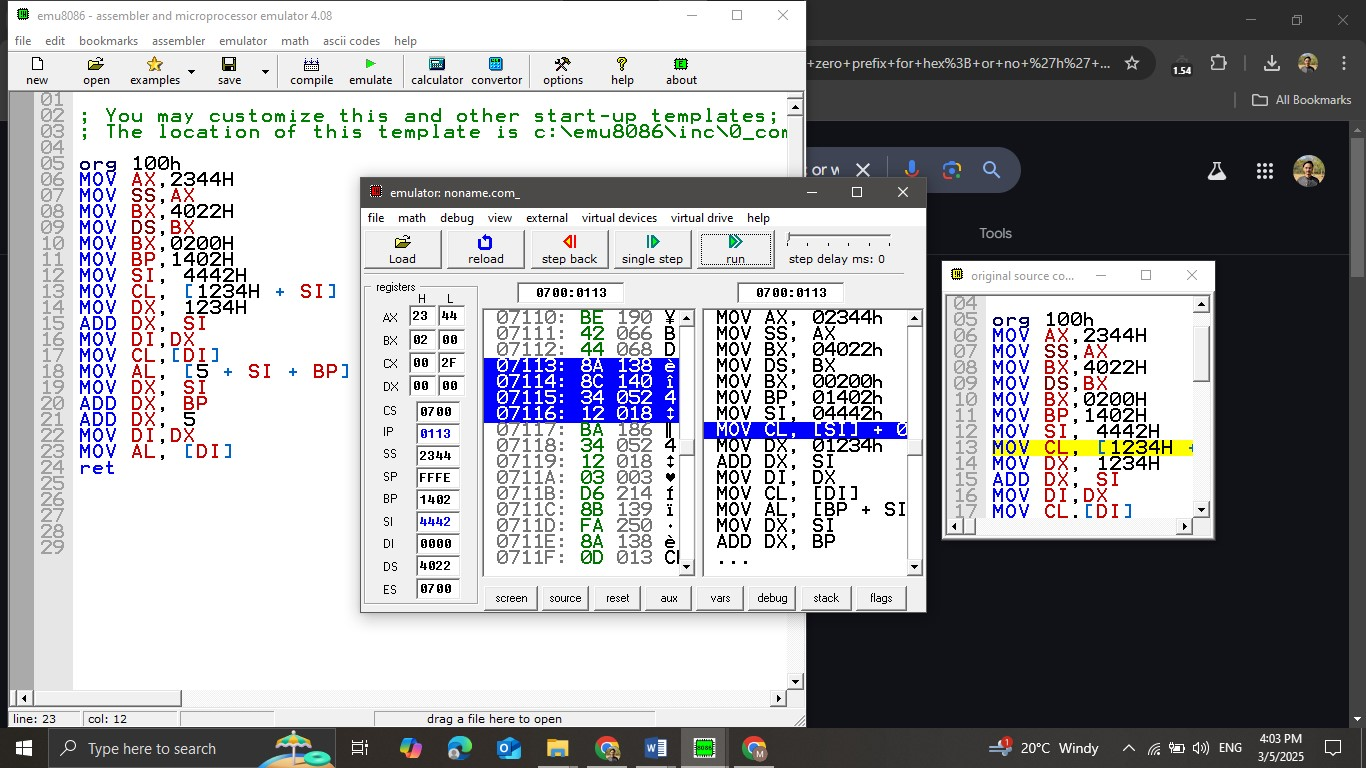 emu8086 - assembler and microprocessor emulator 4.08
file edit bookmarks assembler emulator math ascii codes help
new open examples save compile emulate calculator convertor options help about
01
02 ; You may customize this and other start-up templates;
03 ; The location of this template is c:\emu8086\inc\0_com
04
05 org 100h
06 MOV AX,2344H
07 MOV SS,AX
08 MOV BX,4022H
09 MOV DS,BX
10 MOV BX,0200H
11 MOV BP,1402H
12 MOV SI, 4442H
13 MOV CL, [1234H + SI]
14 MOV DX, 1234H
15 ADD DX, SI
16 MOV DI,DX
17 MOV CL,[DI]
18 MOV AL, [5 + SI + BP]
19 MOV DX, SI
20 ADD DX, BP
21 ADD DX, 5
22 MOV DI,DX
23 MOV AL, [DI]
24 ret
25
26
27
28
29
line: 23 col: 12 drag a file here to open
emulator: noname.com_
file math debug view external virtual devices virtual drive help
Load reload step back single step run step delay ms: 0
registers
H L
AX 23 44
BX 02 00
CX 00 2F
DX 00 00
CS 0700
IP 0113
SS 2344
SP FFFE
BP 1402
SI 4442
DI 0000
DS 4022
ES 0700
0700:0113
07110: BE 190 ¥
07111: 42 066 B
07112: 44 068 D
07113: 8A 138 è
07114: 8C 140 î
07115: 34 052 4
07116: 12 018 ↕
07117: BA 186 ‖
07118: 34 052 4
07119: 12 018 ↕
0711A: 03 003 ♥
0711B: D6 214 í
0711C: 8B 139 ï
0711D: FA 250 ·
0711E: 8A 138 è
0711F: 0D 013 CR
0700:0113
MOV AX, 02344h
MOV SS, AX
MOV BX, 04022h
MOV DS, BX
MOV BX, 00200h
MOV BP, 01402h
MOV SI, 04442h
MOV CL, [SI] + 0
MOV DX, 01234h
ADD DX, SI
MOV DI, DX
MOV CL, [DI]
MOV AL, [BP + SI
MOV DX, SI
ADD DX, BP
...
screen source reset aux vars debug stack flags
original source co...
04
05 org 100h
06 MOV AX,2344H
07 MOV SS,AX
08 MOV BX,4022H
09 MOV DS,BX
10 MOV BX,0200H
11 MOV BP,1402H
12 MOV SI, 4442H
13 MOV CL, [1234H +
14 MOV DX, 1234H
15 ADD DX, SI
16 MOV DI,DX
17 MOV CL,[DI]
+ zero + prefix + for + hex%3B + or + no + %27h%27 + ...
1.54
All Bookmarks
or w
Tools
Type here to search
20°C Windy
ENG
4:03 PM
3/5/2025